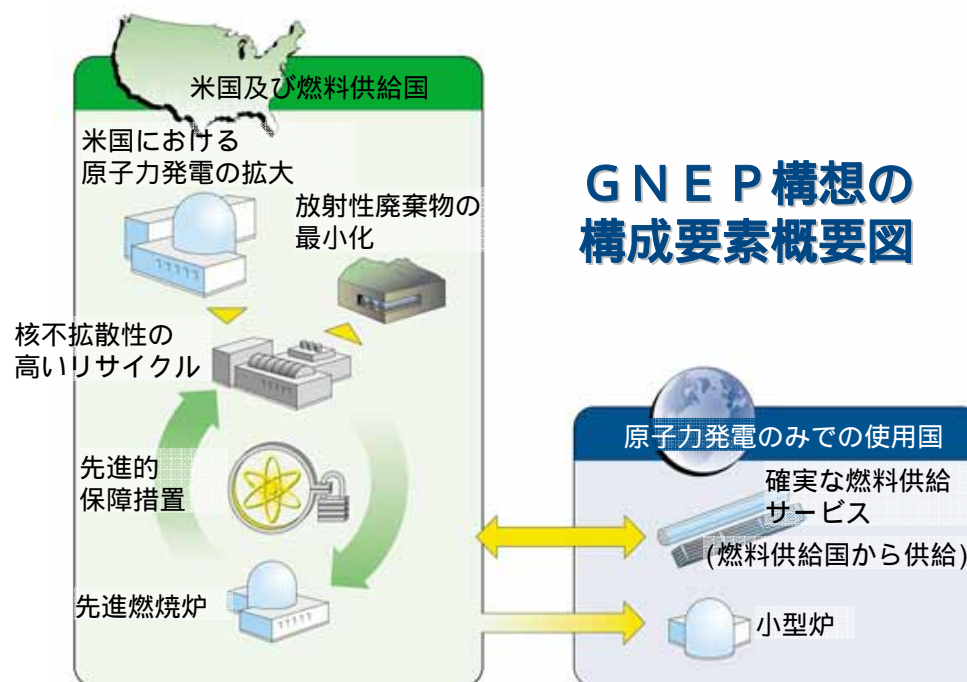 米国及び燃料供給国
米国における
原子力発電の拡大
放射性廃棄物の
最小化
核不拡散性の
高いリサイクル
先進的
保障措置
先進燃焼炉
ＧＮＥＰ構想の
構成要素概要図
原子力発電のみでの使用国
確実な燃料供給
サービス
(燃料供給国から供給)
小型炉